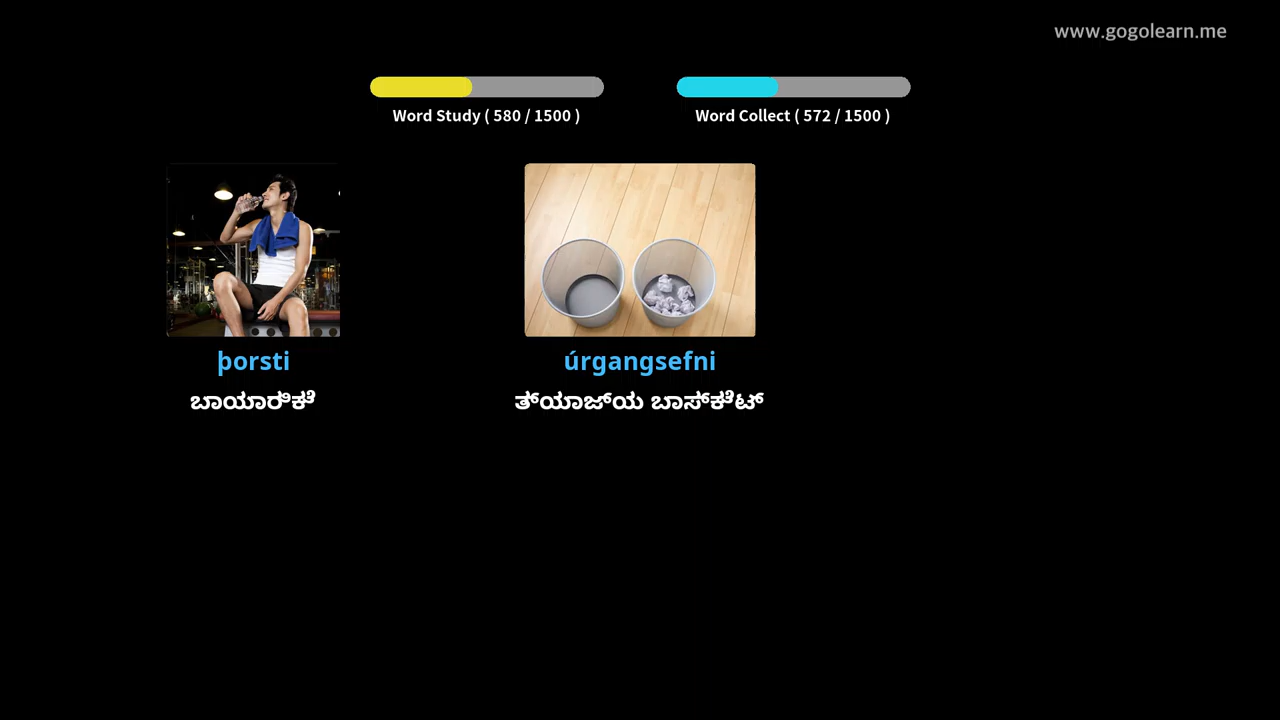 www.gogolearn.me
Word Study ( 580 / 1500 )
Word Collect ( 572 / 1500 )
þorsti
úrgangsefni
ಬಾಯಾರಿಕೆ
ತ್ಯಾಜ್ಯ ಬಾಸ್ಕೆಟ್